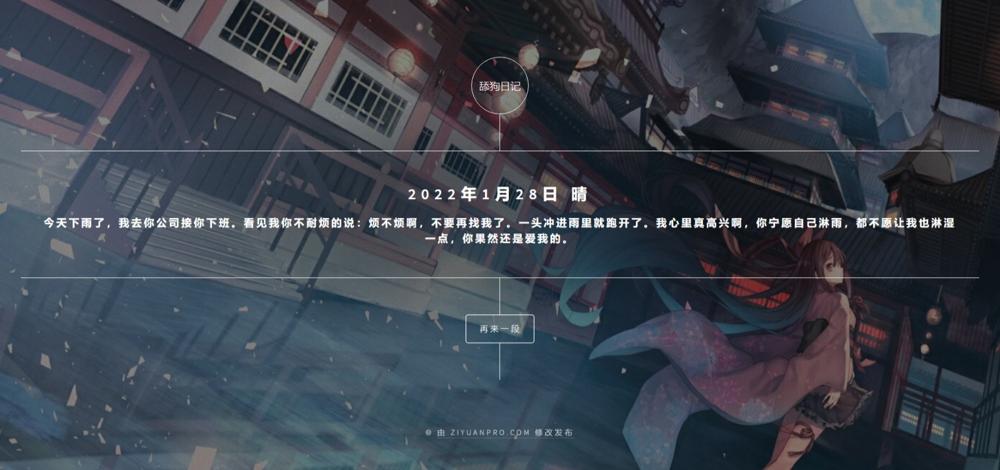 舔狗日记
2022年1月28日 晴
今天下雨了，我去你公司接你下班。看见我你不耐烦的说：烦不烦啊，不要再找我了。一头冲进雨里就跑开了。我心里真高兴啊，你宁愿自己淋雨，都不愿让我也淋湿
一点，你果然还是爱我的。
再来一段
© 由 ZIYUANPRO.COM 修改发布